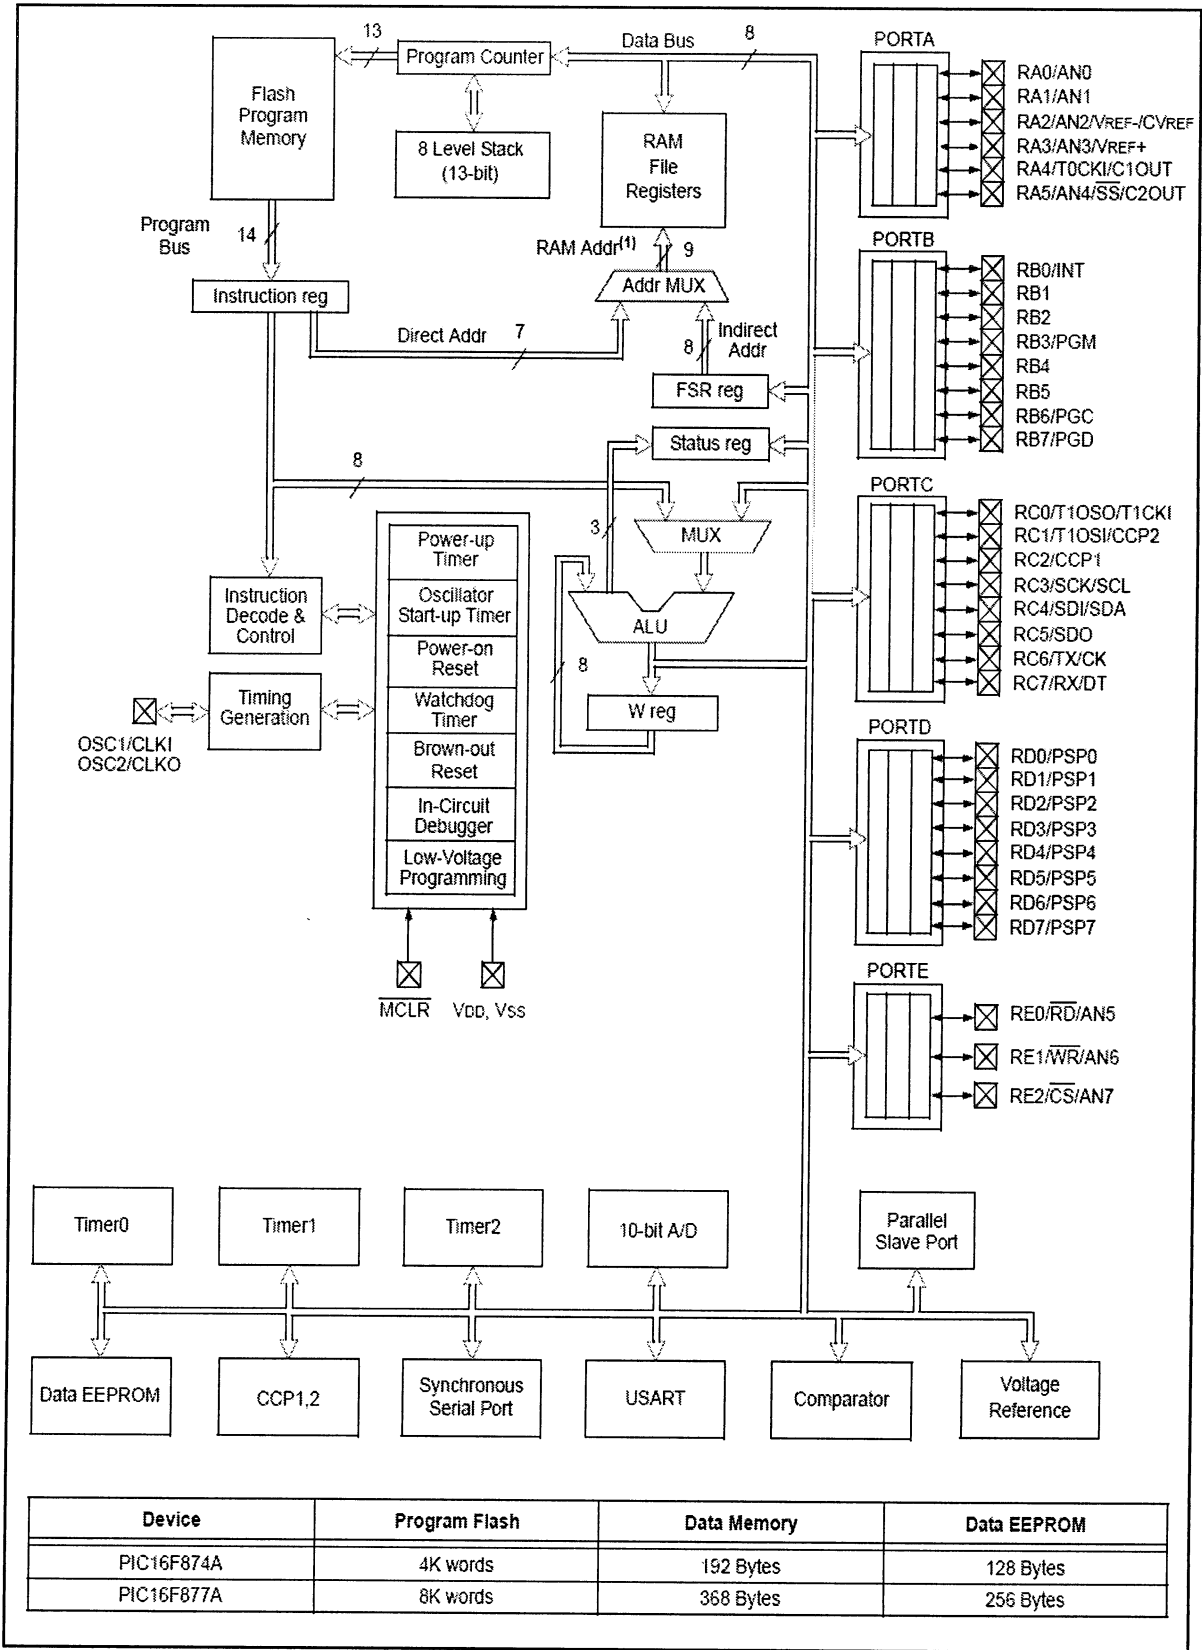 13
Program Counter
Data Bus
8
PORTA
Flash
Program
Memory
8 Level Stack
(13-bit)
RAM
File
Registers
RA0/AN0
RA1/AN1
RA2/AN2/VREF-/CVREF
RA3/AN3/VREF+
RA4/T0CKI/C1OUT
RA5/AN4/SS/C2OUT
Program
Bus
14
RAM Addr(1)
9
PORTB
Instruction reg
Addr MUX
Direct Addr
7
8
Indirect
Addr
FSR reg
Status reg
RB0/INT
RB1
RB2
RB3/PGM
RB4
RB5
RB6/PGC
RB7/PGD
8
3
MUX
ALU
8
W reg
PORTC
RC0/T1OSO/T1CKI
RC1/T1OSI/CCP2
RC2/CCP1
RC3/SCK/SCL
RC4/SDI/SDA
RC5/SDO
RC6/TX/CK
RC7/RX/DT
Instruction
Decode &
Control
Timing
Generation
OSC1/CLKI
OSC2/CLKO
Power-up
Timer
Oscillator
Start-up Timer
Power-on
Reset
Watchdog
Timer
Brown-out
Reset
In-Circuit
Debugger
Low-Voltage
Programming
MCLR
VDD, VSS
PORTD
RD0/PSP0
RD1/PSP1
RD2/PSP2
RD3/PSP3
RD4/PSP4
RD5/PSP5
RD6/PSP6
RD7/PSP7
PORTE
RE0/RD/AN5
RE1/WR/AN6
RE2/CS/AN7
Timer0
Timer1
Timer2
10-bit A/D
Parallel
Slave Port
Data EEPROM
CCP1,2
Synchronous
Serial Port
USART
Comparator
Voltage
Reference
Device Program Flash Data Memory Data EEPROM
PIC16F874A 4K words 192 Bytes 128 Bytes
PIC16F877A 8K words 368 Bytes 256 Bytes